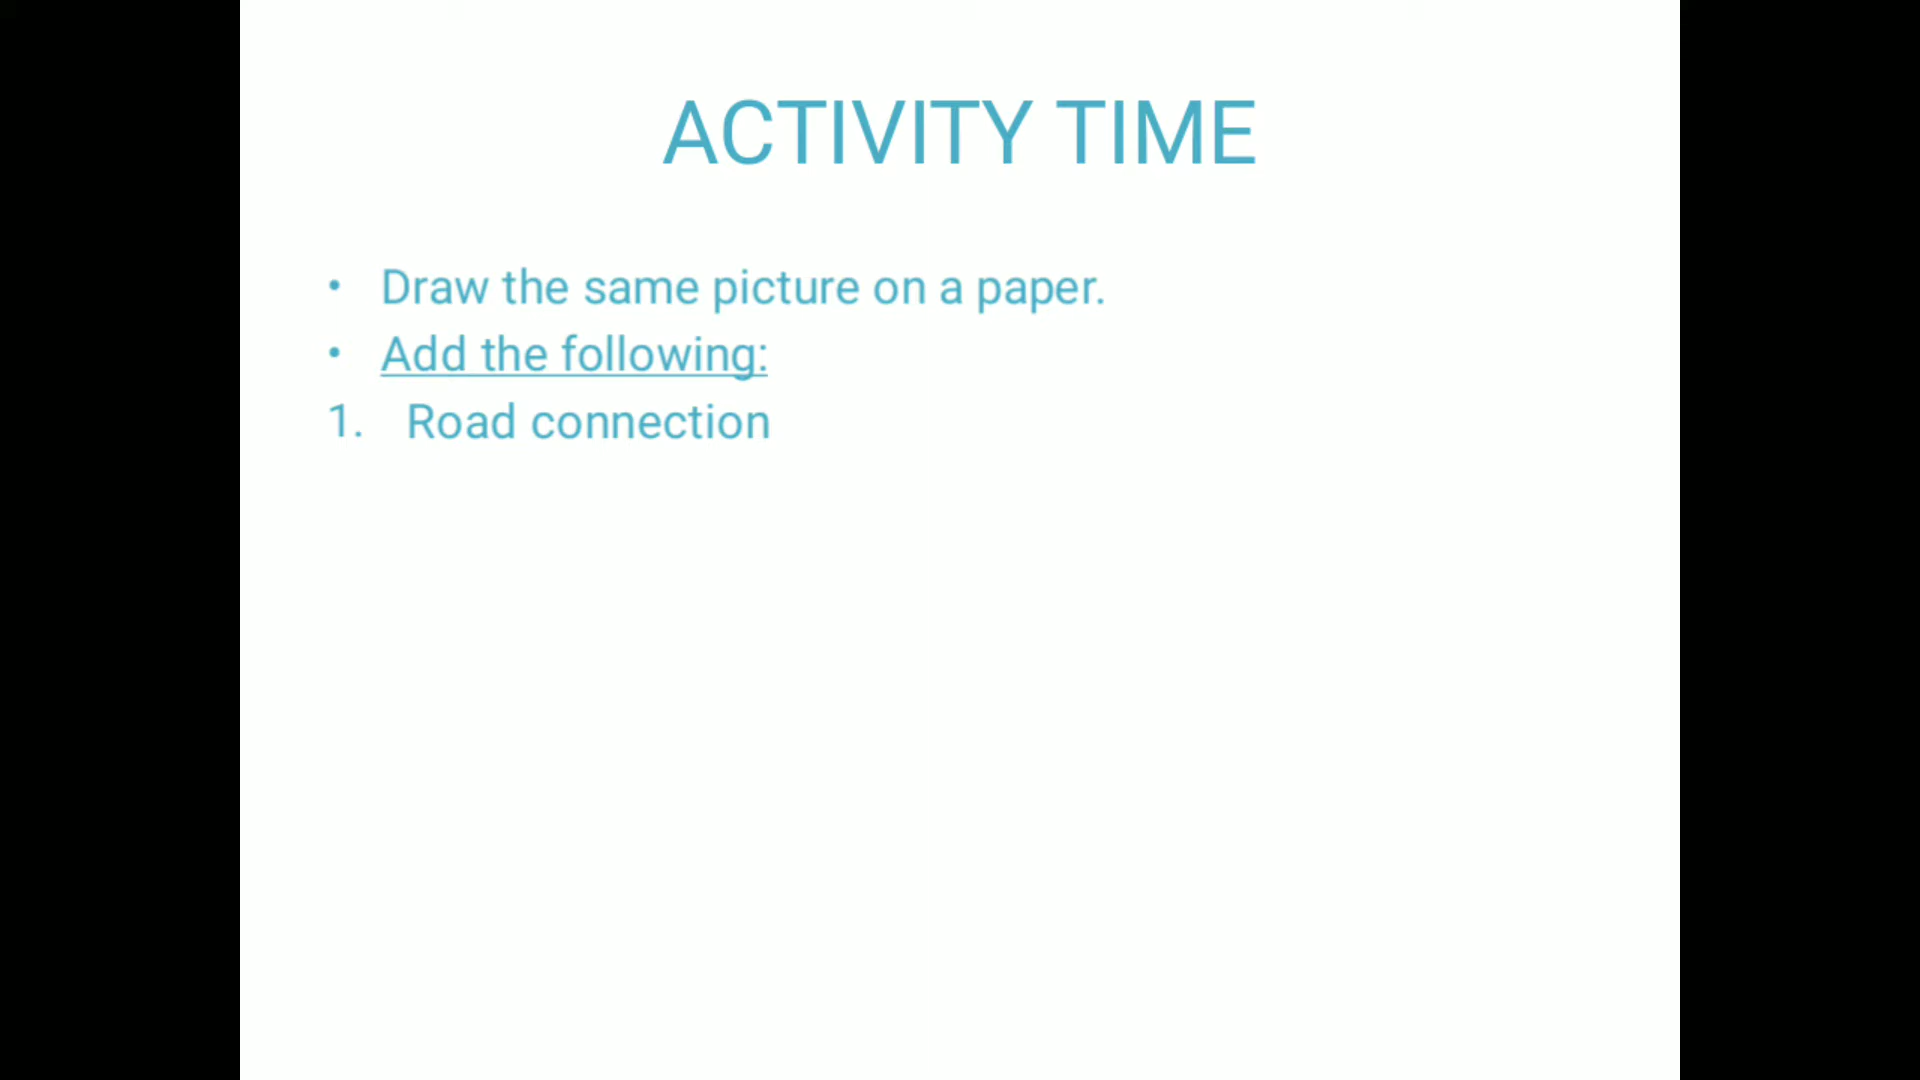 ACTIVITY TIME
• Draw the same picture on a paper.
• Add the following:
1. Road connection